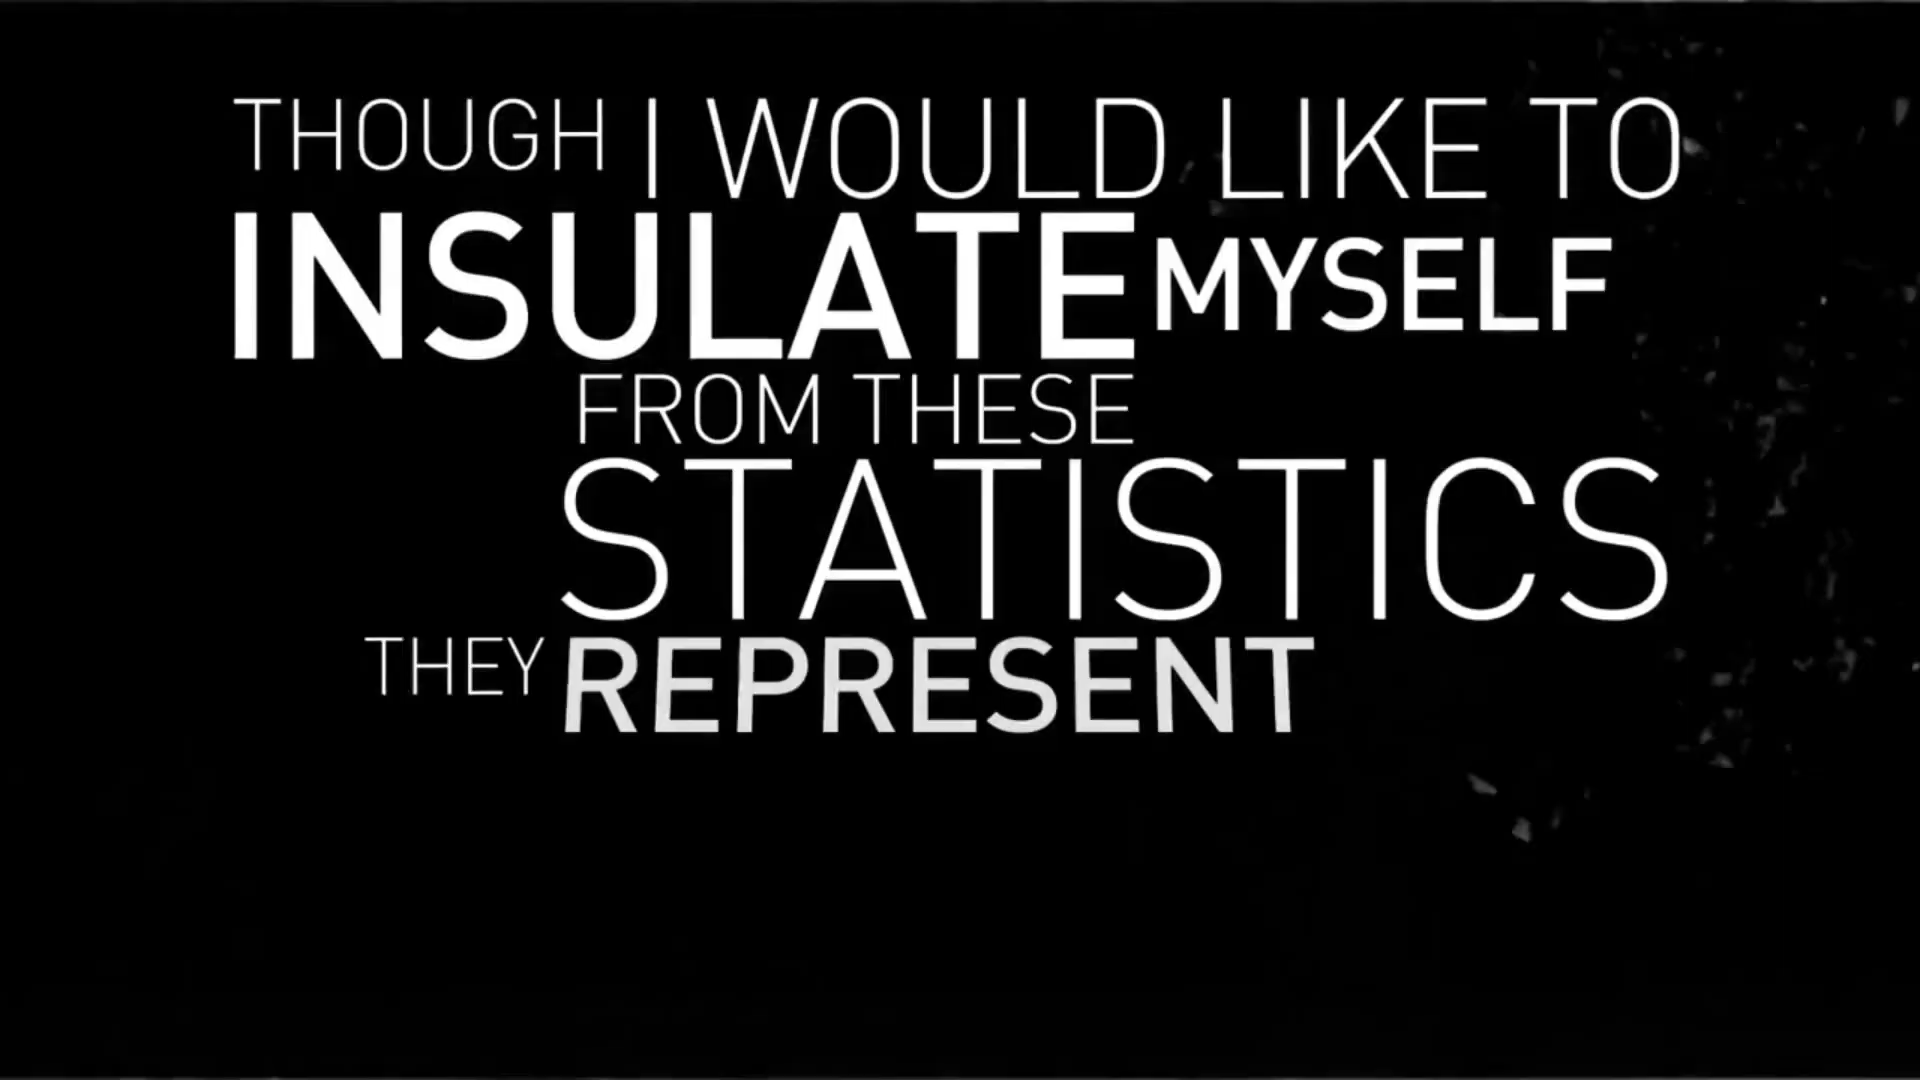 THOUGH I WOULD LIKE TO
INSULATE MYSELF
FROM THESE
STATISTICS
THEY REPRESENT